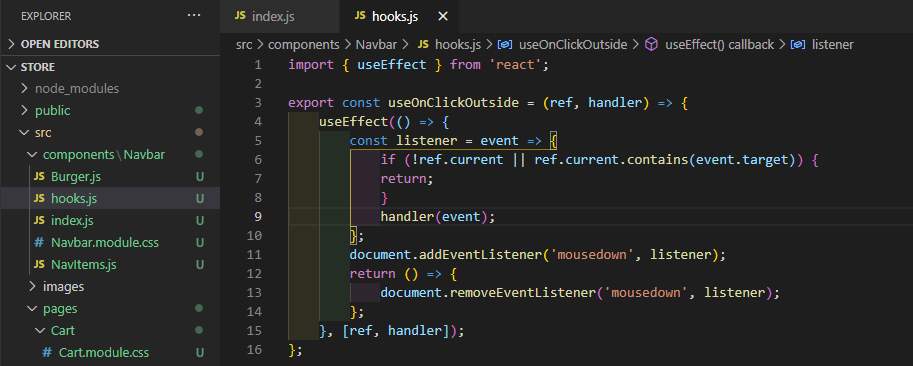 EXPLORER
···
OPEN EDITORS
STORE
node_modules
public
src
components\Navbar
JS Burger.js U
JS hooks.js U
JS index.js U
# Navbar.module.css U
JS NavItems.js U
images
pages
Cart
# Cart.module.css U
JS index.js
JS hooks.js ×
src > components > Navbar > JS hooks.js > useOnClickOutside > useEffect() callback > listener
1 import { useEffect } from 'react';
2
3 export const useOnClickOutside = (ref, handler) => {
4 useEffect(() => {
5 const listener = event => {
6 if (!ref.current || ref.current.contains(event.target)) {
7 return;
8 }
9 handler(event);
10 };
11 document.addEventListener('mousedown', listener);
12 return () => {
13 document.removeEventListener('mousedown', listener);
14 };
15 }, [ref, handler]);
16 };